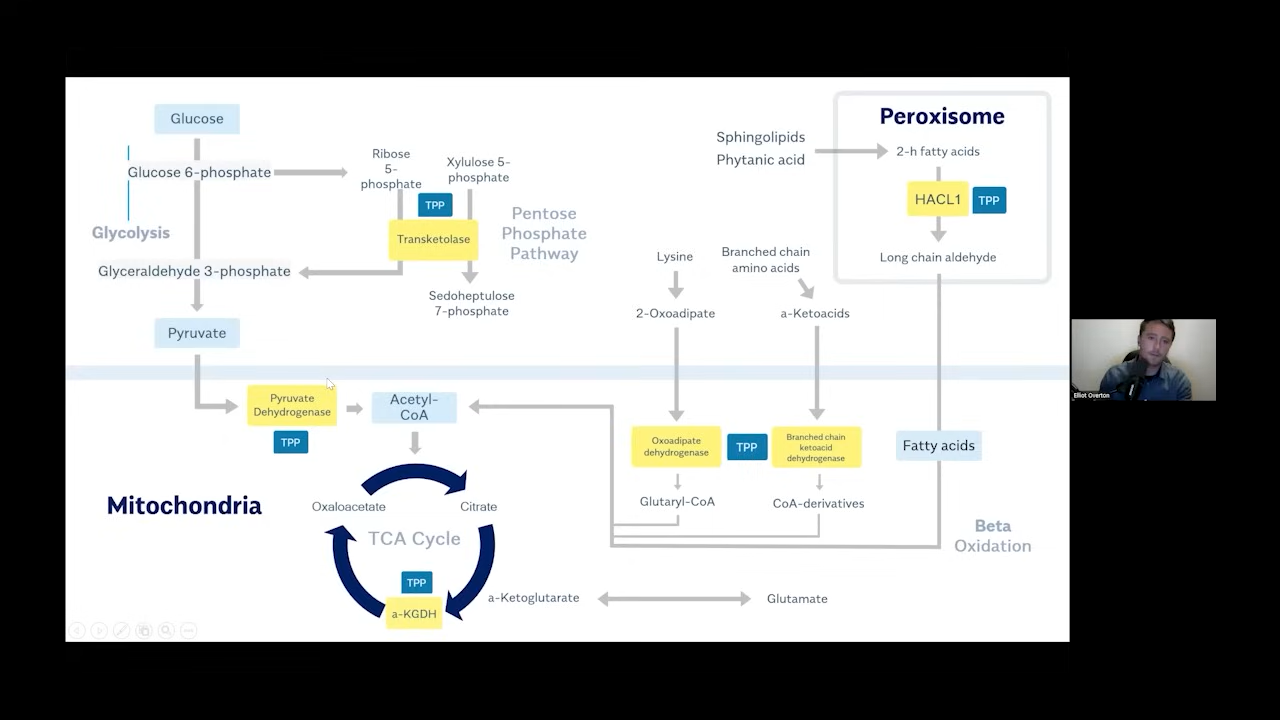 Glucose
Glucose 6-phosphate
Glycolysis
Glyceraldehyde 3-phosphate
Pyruvate
Ribose
5-
phosphate
Xylulose 5-
phosphate
TPP
Transketolase
Pentose
Phosphate
Pathway
Sedoheptulose
7-phosphate
Sphingolipids
Phytanic acid
Peroxisome
2-h fatty acids
HACL1
TPP
Long chain aldehyde
Lysine
2-Oxoadipate
Branched chain
amino acids
a-Ketoacids
Elliot Overton
Pyruvate
Dehydrogenase
TPP
Acetyl-
CoA
Oxoadipate
dehydrogenase
TPP
Branched chain
ketoacid
dehydrogenase
Fatty acids
Glutaryl-CoA
CoA-derivatives
Mitochondria
Oxaloacetate
Citrate
TCA Cycle
Beta
Oxidation
TPP
a-KGDH
a-Ketoglutarate
Glutamate